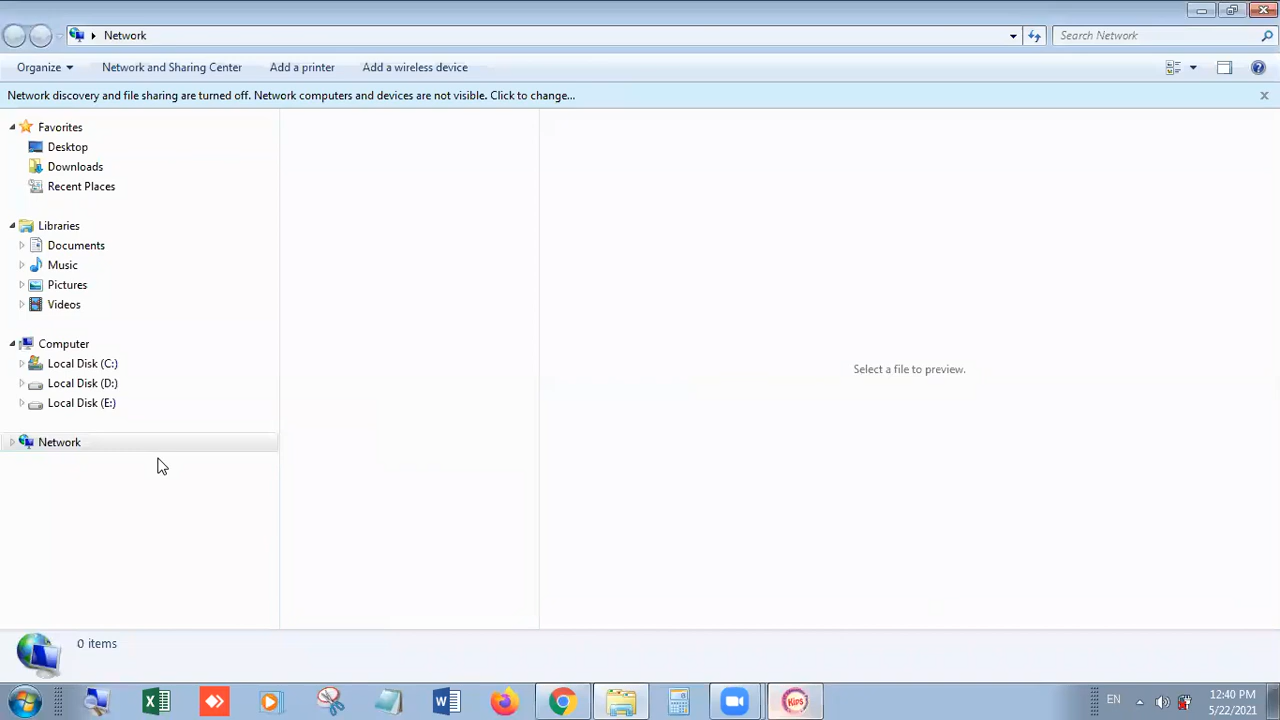 Network
Search Network
Organize
Network and Sharing Center
Add a printer
Add a wireless device
Network discovery and file sharing are turned off. Network computers and devices are not visible. Click to change...
Favorites
Desktop
Downloads
Recent Places
Libraries
Documents
Music
Pictures
Videos
Computer
Local Disk (C:)
Local Disk (D:)
Local Disk (E:)
Network
Select a file to preview.
0 items
Kips
EN
12:40 PM
5/22/2021